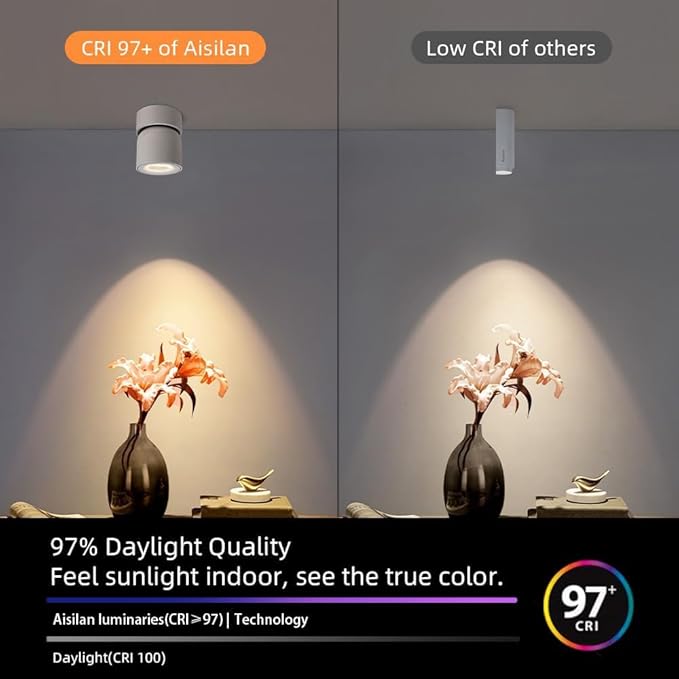 CRI 97+ of Aisilan
Low CRI of others
97% Daylight Quality
Feel sunlight indoor, see the true color.
Aisilan luminaries(CRI⩾97)| Technology
Daylight(CRI 100)
97+
CRI